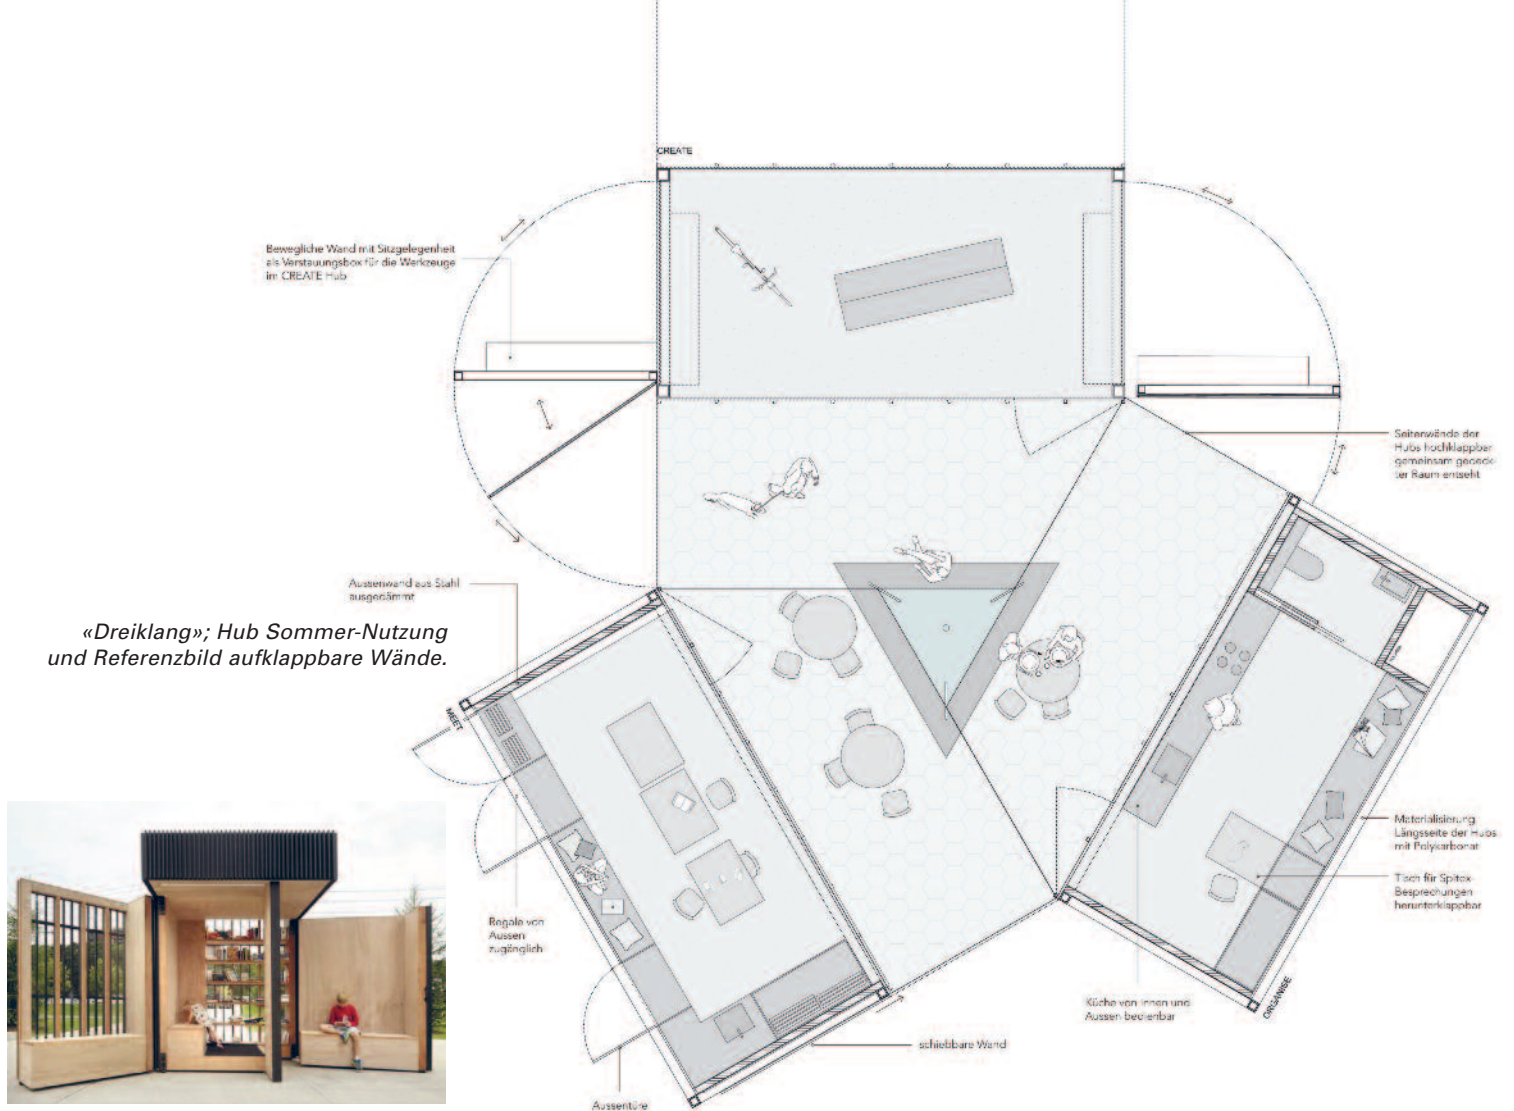 CREATE
Bewegliche Wand mit Sitzgelegenheit
als Verstauungsbox für die Werkzeuge
im CREATE Hub
Seitenwände der
Hubs hochklappbar
gemeinsam gedeck-
ter Raum entseht
Aussenwand aus Stahl
ausgedämmt
«Dreiklang»; Hub Sommer-Nutzung
und Referenzbild aufklappbare Wände.
MEET
Materialisierung
Längsseite der Hubs
mit Polykarbonat
Tisch für Spitex-
Besprechungen
herunterklappbar
Regale von
Aussen
zugänglich
Küche von Innen und
Aussen bedienbar
ORGANISE
schiebbare Wand
Aussentüre